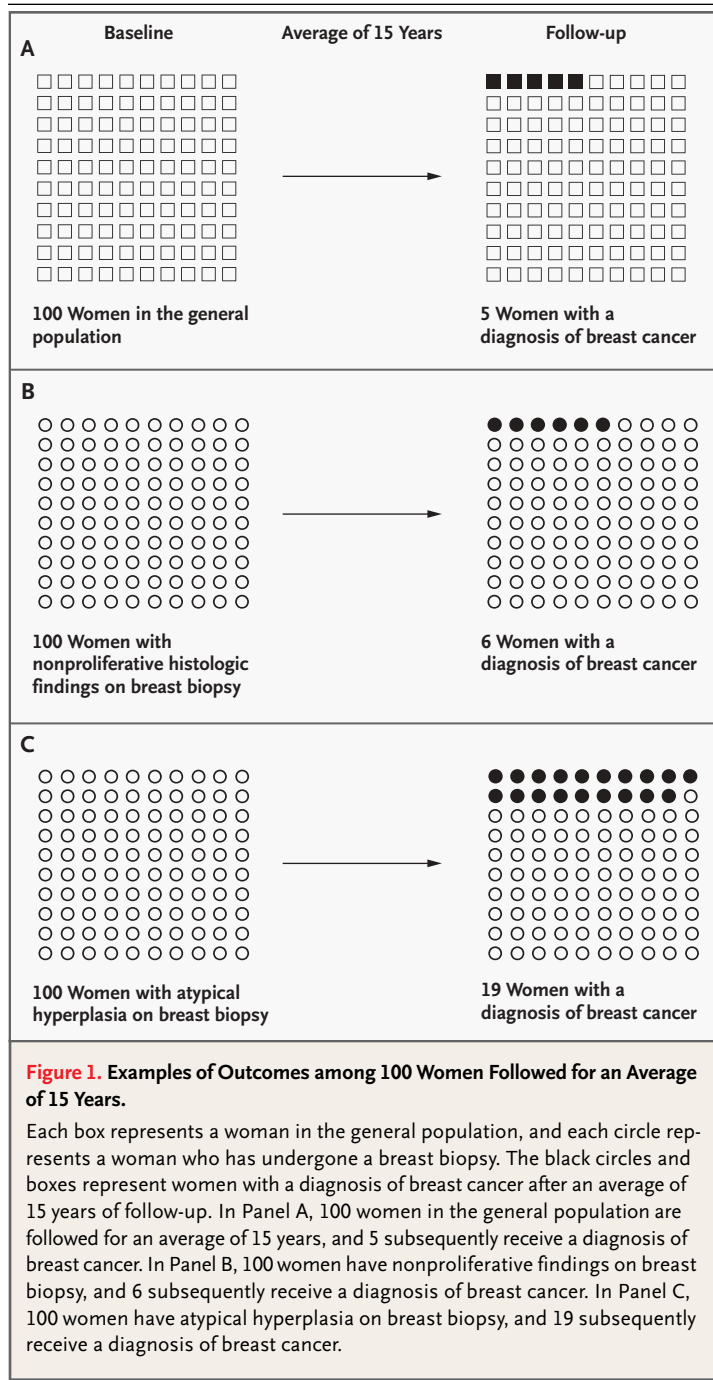 Baseline Average of 15 Years Follow-up
A
100 Women in the general
population
5 Women with a
diagnosis of breast cancer
B
100 Women with
nonproliferative histologic
findings on breast biopsy
6 Women with a
diagnosis of breast cancer
C
100 Women with atypical
hyperplasia on breast biopsy
19 Women with a
diagnosis of breast cancer
Figure 1. Examples of Outcomes among 100 Women Followed for an Average
of 15 Years.
Each box represents a woman in the general population, and each circle rep-
resents a woman who has undergone a breast biopsy. The black circles and
boxes represent women with a diagnosis of breast cancer after an average of
15 years of follow-up. In Panel A, 100 women in the general population are
followed for an average of 15 years, and 5 subsequently receive a diagnosis of
breast cancer. In Panel B, 100 women have nonproliferative findings on breast
biopsy, and 6 subsequently receive a diagnosis of breast cancer. In Panel C,
100 women have atypical hyperplasia on breast biopsy, and 19 subsequently
receive a diagnosis of breast cancer.